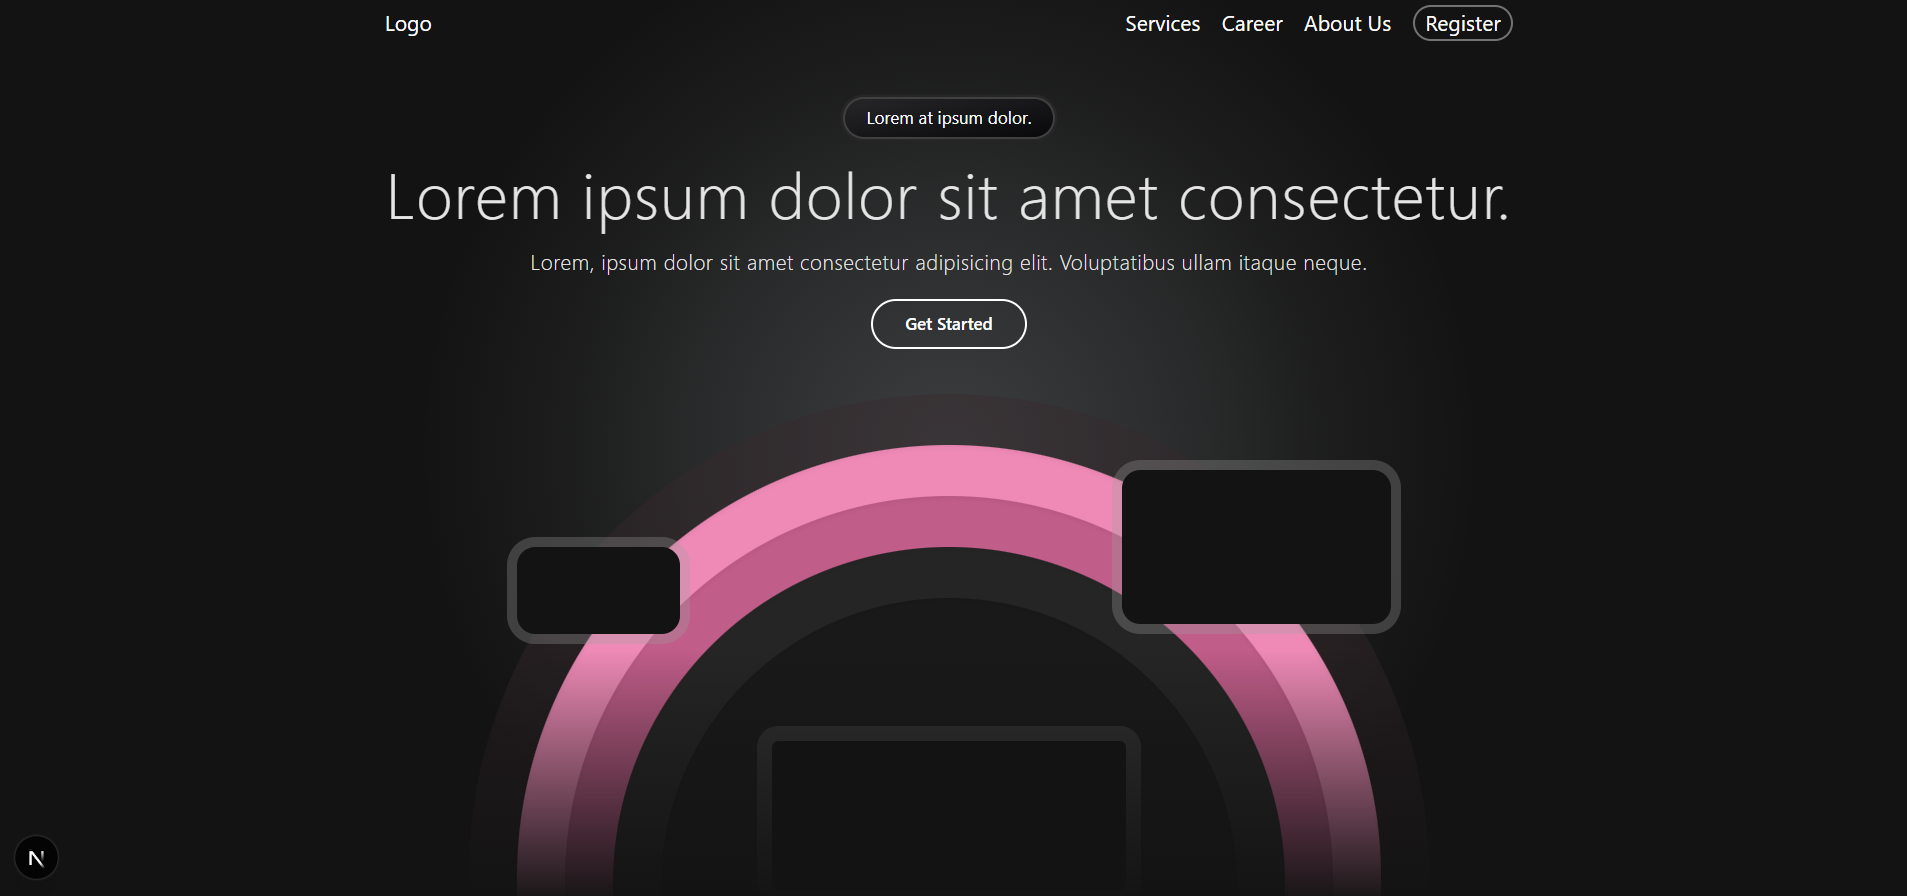 Logo
Services Career About Us Register
Lorem at ipsum dolor.
Lorem ipsum dolor sit amet consectetur.
Lorem, ipsum dolor sit amet consectetur adipisicing elit. Voluptatibus ullam itaque neque.
Get Started
N